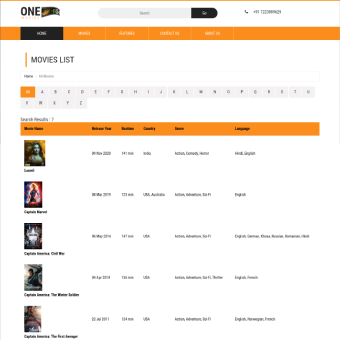 ONE
Search
Go
+91 7223869629
HOME
MOVIES
FEATURES
CONTACT US
ABOUT US
MOVIES LIST
Home
All Movies
All A B C D E F G H I J K L M N O P Q R S T U
V W X Y Z
Search Results : 7
Movie Name Release Year Runtime Country Genre Language
09 Nov 2020 141 min India Action, Comedy, Horror Hindi, English
Laxmii
08 Mar 2019 123 min USA, Australia Action, Adventure, Sci-Fi English
Captain Marvel
06 May 2016 147 min USA Action, Adventure, Sci-Fi English, German, Xhosa, Russian, Romanian, Hindi
Captain America: Civil War
04 Apr 2014 136 min USA Action, Adventure, Sci-Fi, Thriller English, French
Captain America: The Winter Soldier
22 Jul 2011 124 min USA Action, Adventure, Sci-Fi English, Norwegian, French
Captain America: The First Avenger